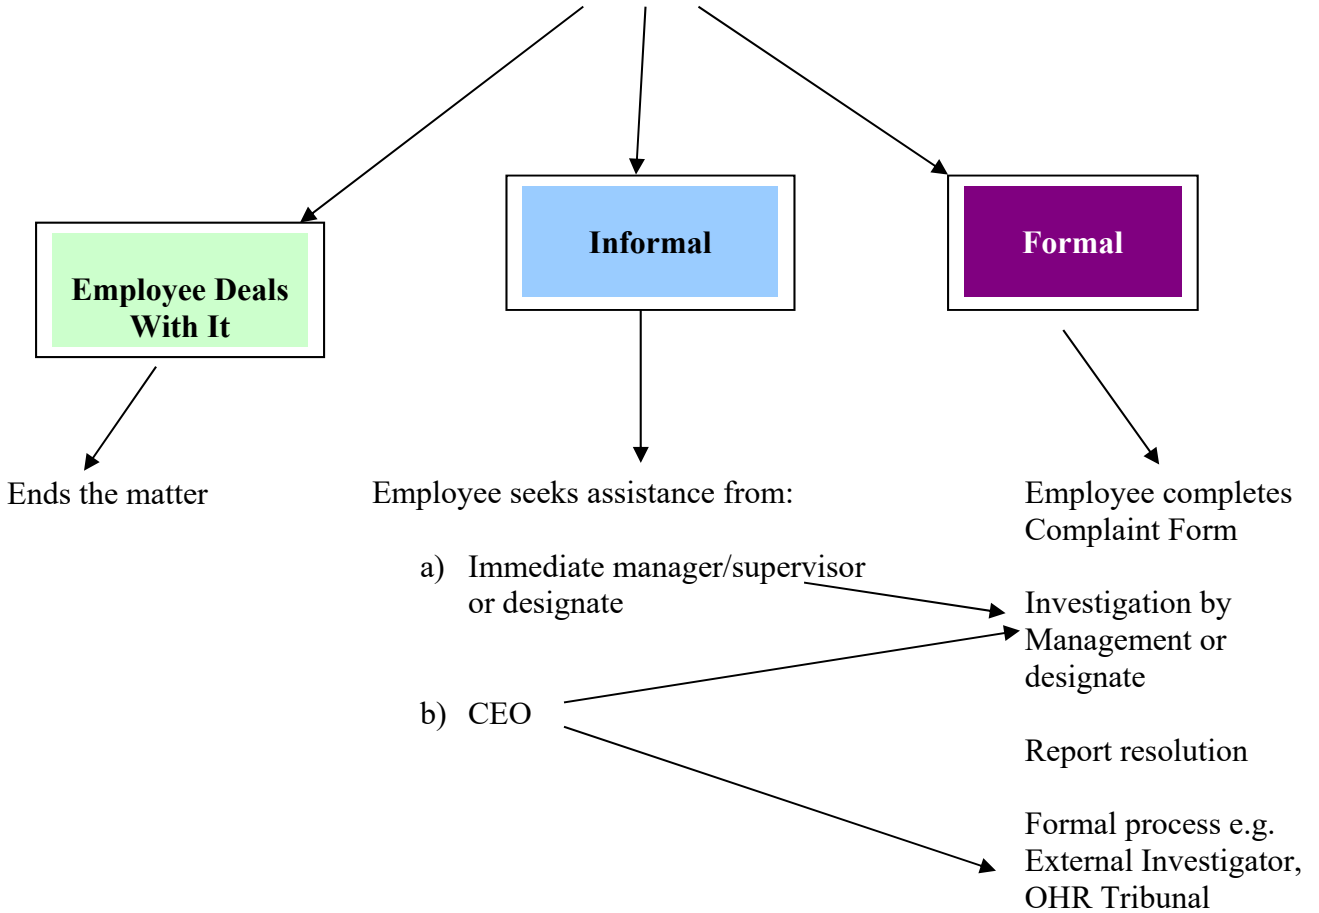 Employee Deals
With It
Informal
Formal
Ends the matter
Employee seeks assistance from:
a) Immediate manager/supervisor
or designate
b) CEO
Employee completes
Complaint Form
Investigation by
Management or
designate
Report resolution
Formal process e.g.
External Investigator,
OHR Tribunal